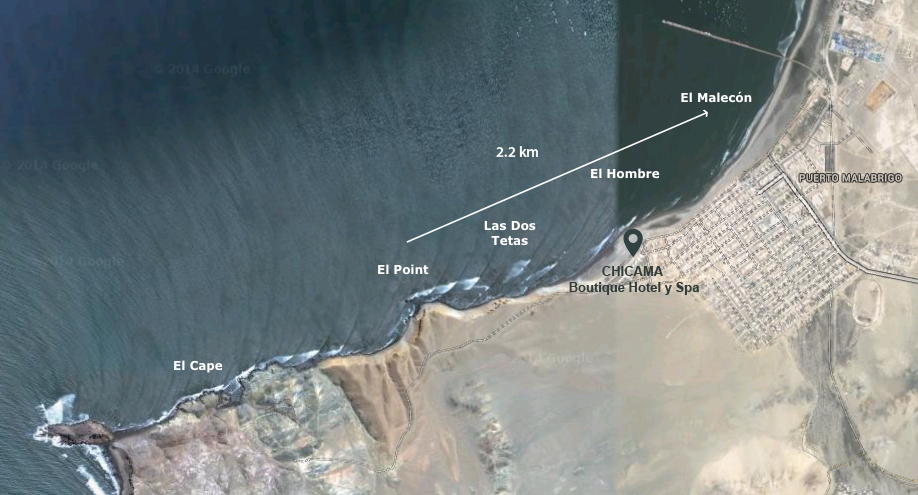 © 2014 Google
El Malecón
2.2 km
© 2014 Google
El Hombre
PUERTO MALABRIGO
Las Dos
Tetas
2014 Google
El Point
CHICAMA
Boutique Hotel y Spa
2014 Google
El Cape